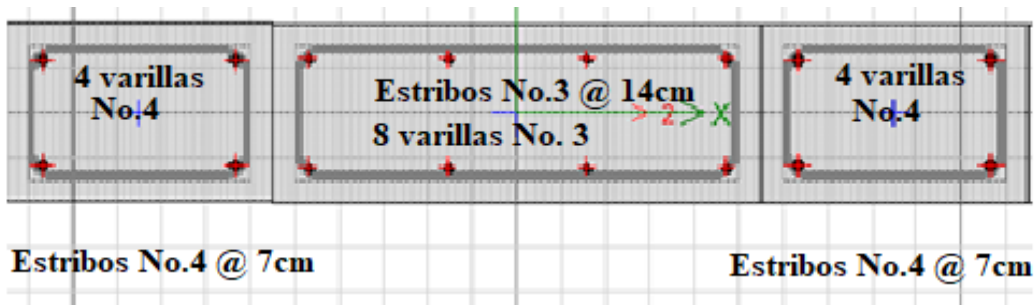 4 varillas
No.4
Estribos No.3 @ 14cm
2 X
8 varillas No. 3
4 varillas
No.4
Estribos No.4 @ 7cm
Estribos No.4 @ 7cm